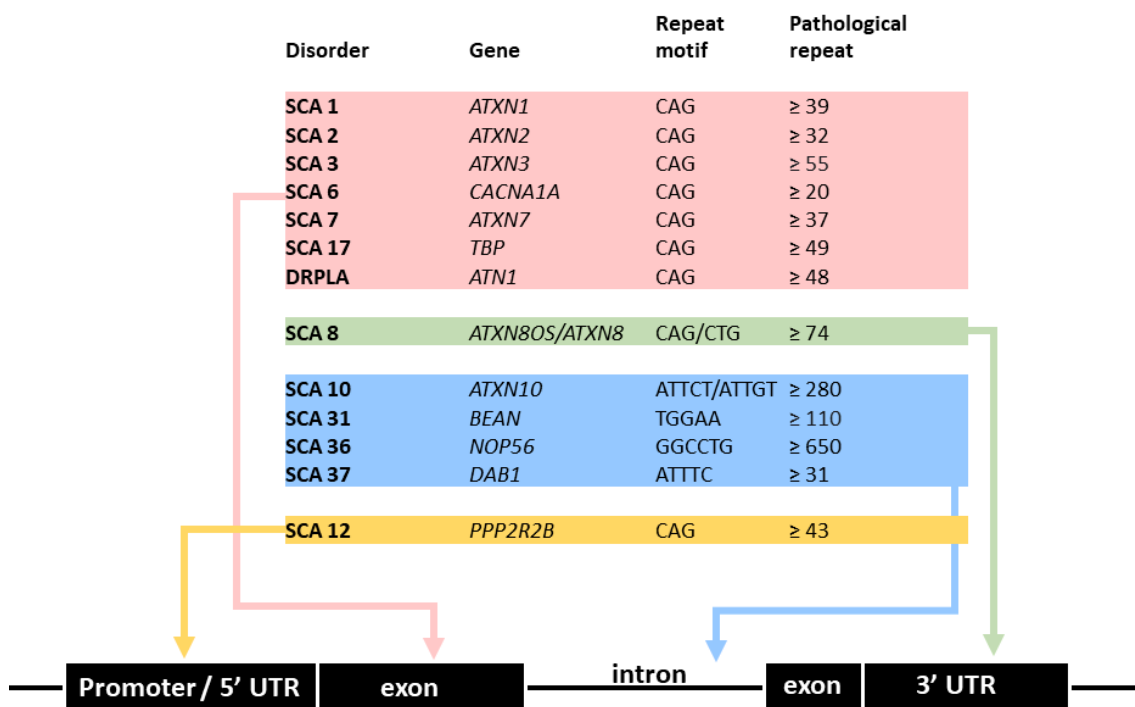 Disorder Gene Repeat motif Pathological repeat
SCA 1 ATXN1 CAG ≥ 39
SCA 2 ATXN2 CAG ≥ 32
SCA 3 ATXN3 CAG ≥ 55
SCA 6 CACNA1A CAG ≥ 20
SCA 7 ATXN7 CAG ≥ 37
SCA 17 TBP CAG ≥ 49
DRPLA ATN1 CAG ≥ 48
SCA 8 ATXN8OS/ATXN8 CAG/CTG ≥ 74
SCA 10 ATXN10 ATTCT/ATTGT ≥ 280
SCA 31 BEAN TGGAA ≥ 110
SCA 36 NOP56 GGCCTG ≥ 650
SCA 37 DAB1 ATTTC ≥ 31
SCA 12 PPP2R2B CAG ≥ 43
Promoter / 5' UTR exon intron exon 3' UTR